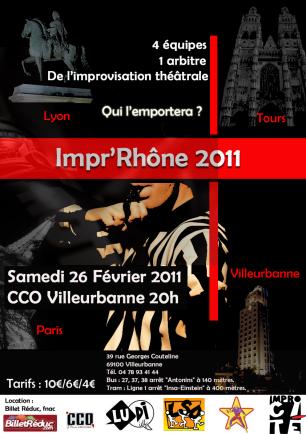 4 équipes
1 arbitre
De l'improvisation théâtrale
Qui l'emportera ?
Lyon
Tours
Impr'Rhône 2011
Samedi 26 Février 2011
CCO Villeurbanne 20h
Villeurbanne
Paris
39 rue Georges Couteline
69100 Villeurbanne
Tél. 04 78 93 41 44
Bus : 27, 37, 38 arrêt "Antonins" à 140 mètres.
Tram : Ligne 1 arrêt "Insa-Einstein" à 400 mètres.
Tarifs : 10€/6€/4€
Location :
Billet Réduc, fnac
BilletReduc.com
CCO
LUDI
IMPRO